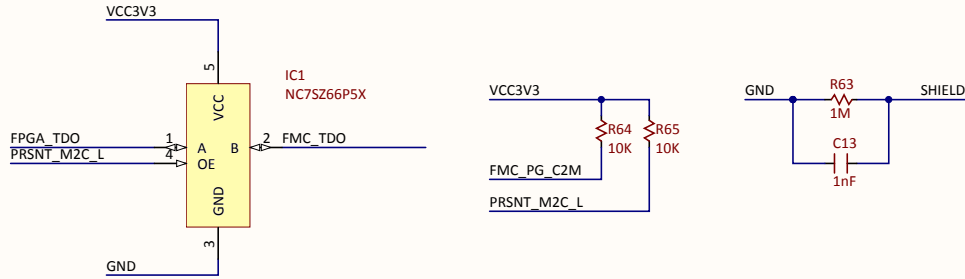 VCC3V3
5
IC1
NC7SZ66P5X
VCC
FPGA_TDO
1
A
B
2
FMC_TDO
PRSNT_M2C_L
4
OE
GND
3
GND
VCC3V3
R64
10K
R65
10K
FMC_PG_C2M
PRSNT_M2C_L
GND
R63
1M
SHIELD
C13
1nF